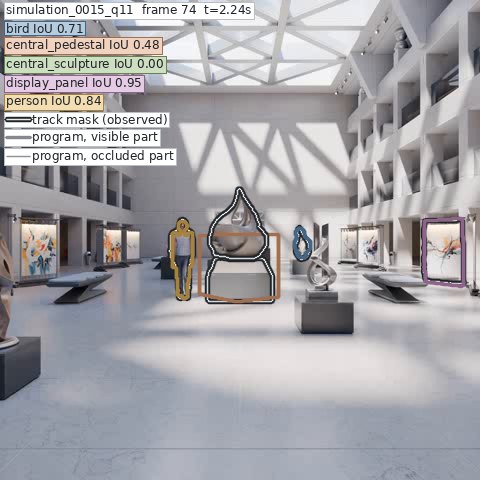 simulation_0015_q11  frame 74  t=2.24s
bird IoU 0.71
central_pedestal IoU 0.48
central_sculpture IoU 0.00
display_panel IoU 0.95
person IoU 0.84
track mask (observed)
program, visible part
program, occluded part